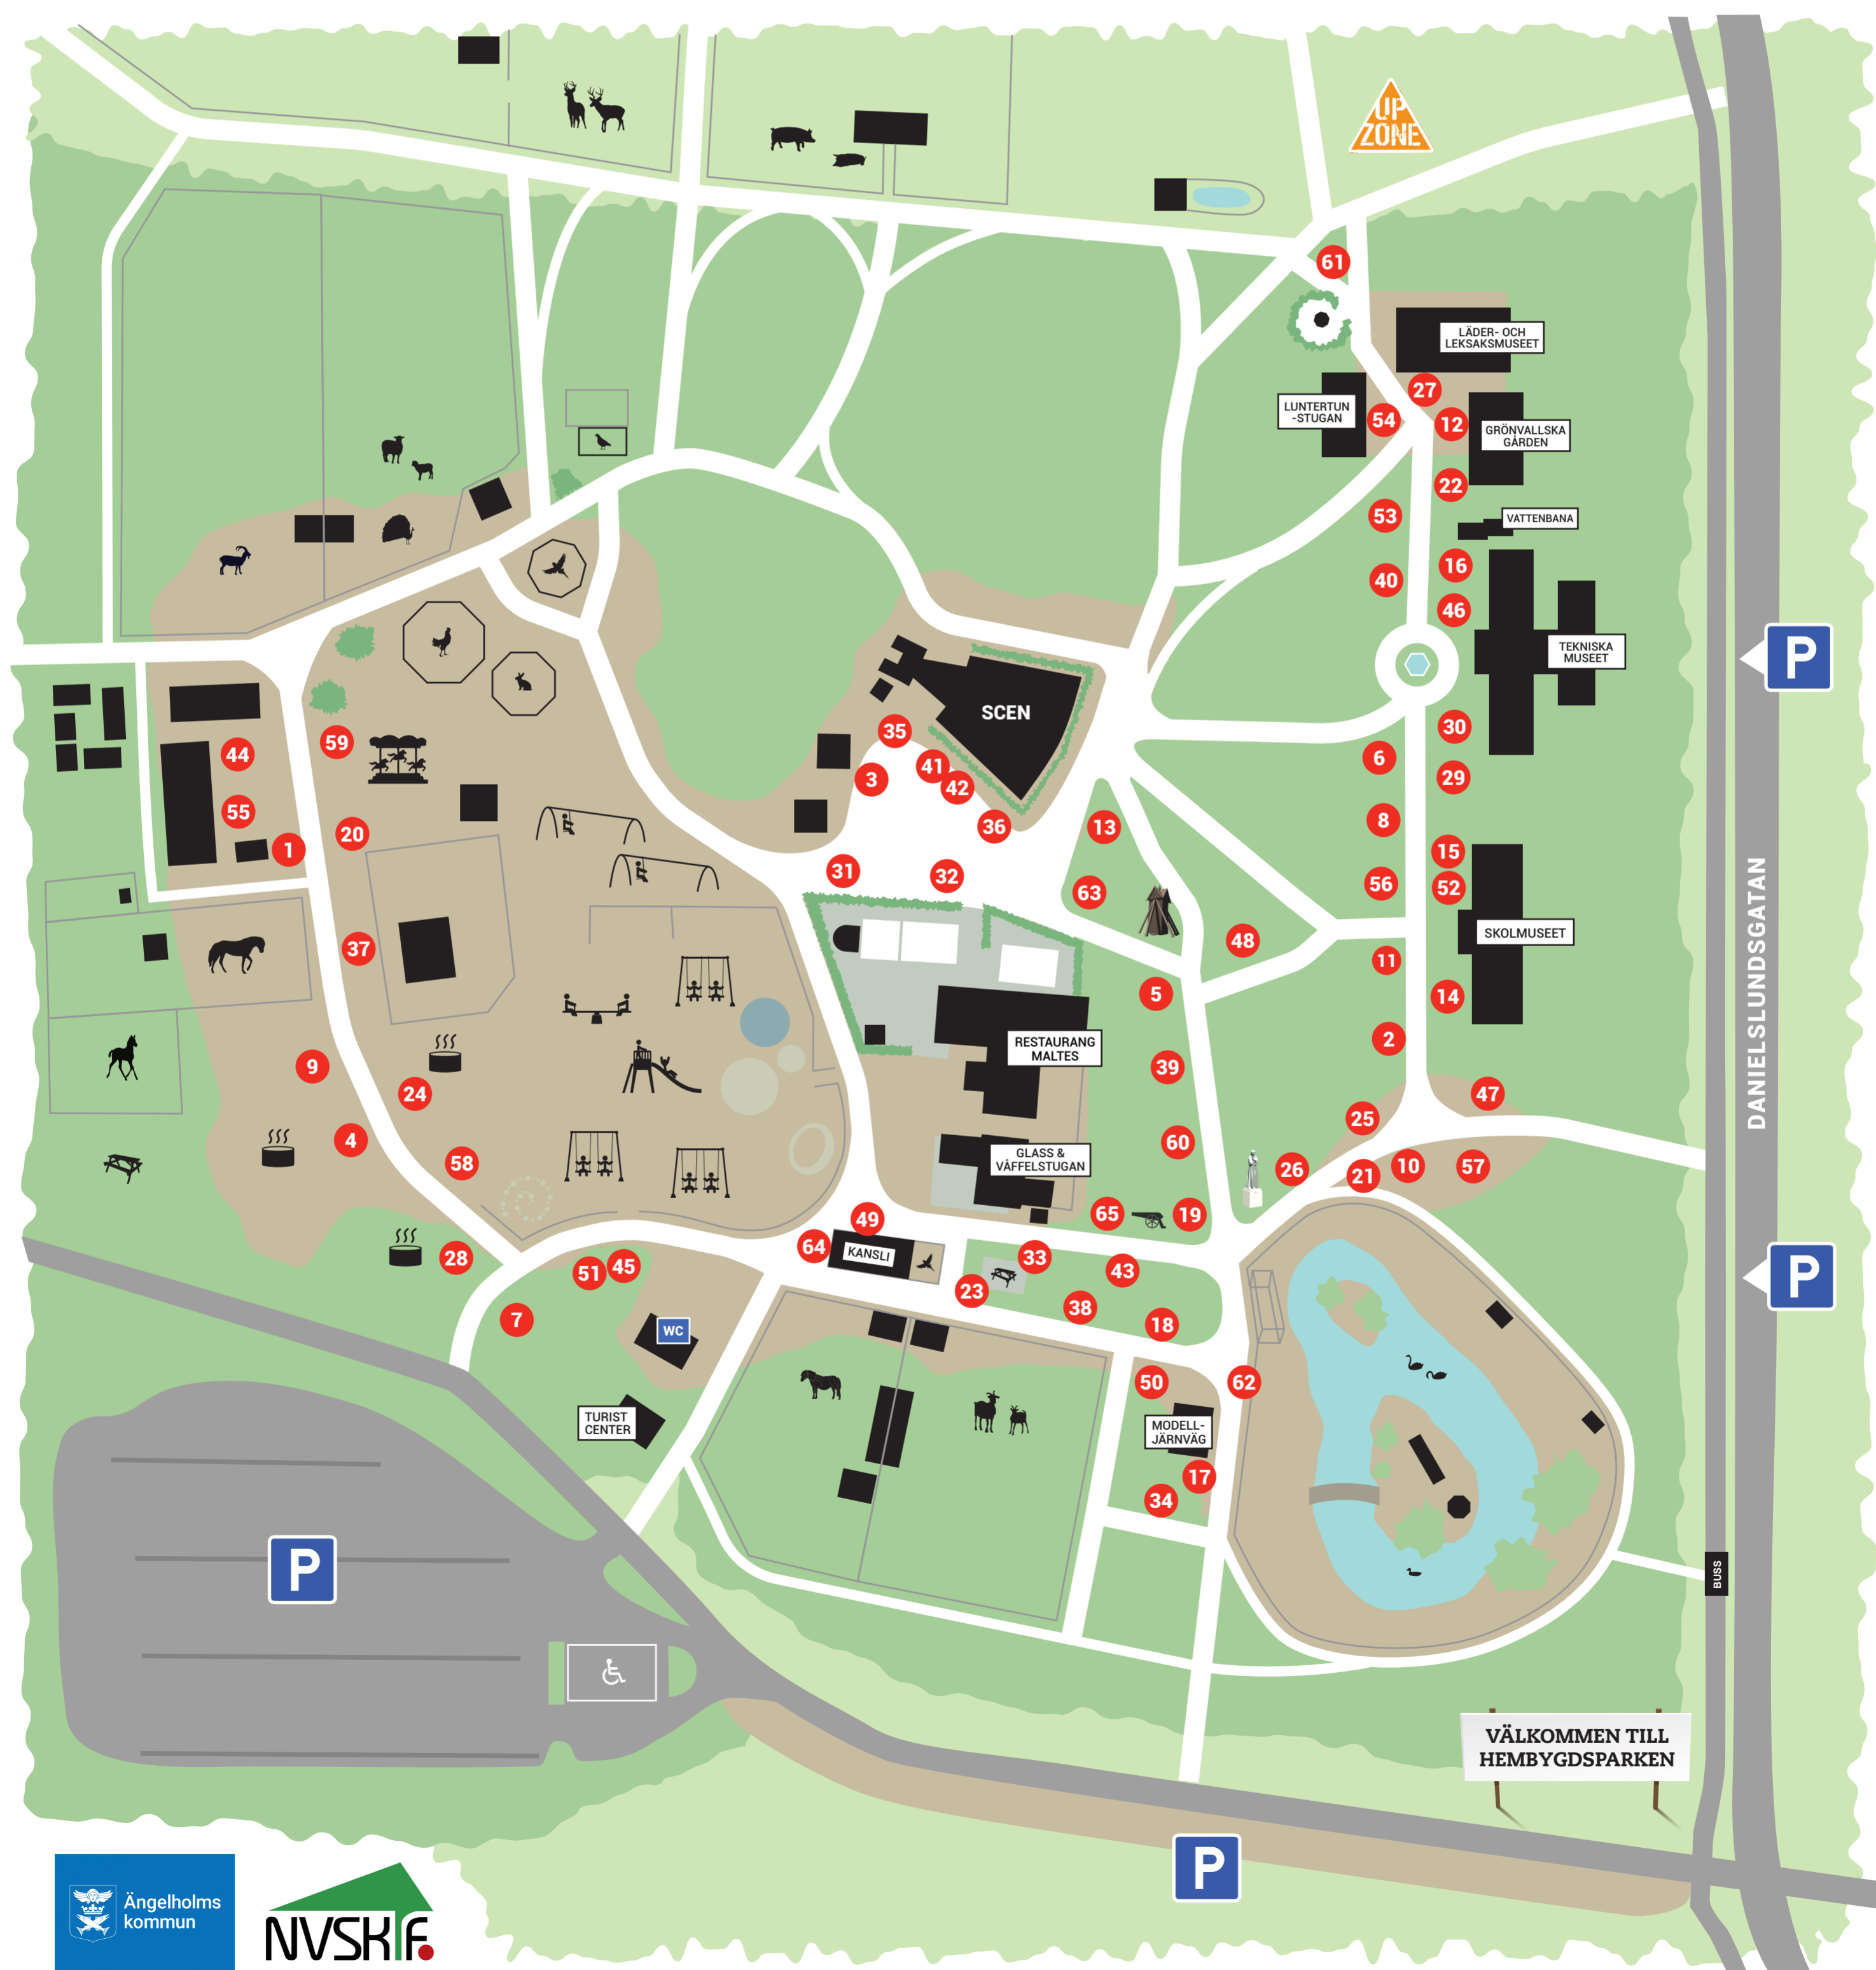 UP
ZONE
61
LÄDER- OCH
LEKSAKSMUSEET
27
LUNTERTUN
-STUGAN
54
12
GRÖNVALLSKA
GÅRDEN
22
53
VATTENBANA
16
40
46
TEKNISKA
MUSEET
P
SCEN
35
30
59
44
6
41
3
29
42
55
8
36
13
20
1
15
31
32
56
52
63
DANIELSLUNDSGATAN
SKOLMUSEET
48
37
11
5
14
RESTAURANG
MALTES
2
9
39
24
47
25
4
60
58
GLASS &
VÅFFELSTUGAN
26
21
10
57
65
19
49
64
KANSLI
28
33
51
45
43
23
P
38
7
18
WC
50
62
TURIST
CENTER
MODELL-
JÄRNVÄG
17
34
P
BUSS
VÄLKOMMEN TILL
HEMBYGDSPARKEN
P
Ängelholms
kommun
NVSKTF.